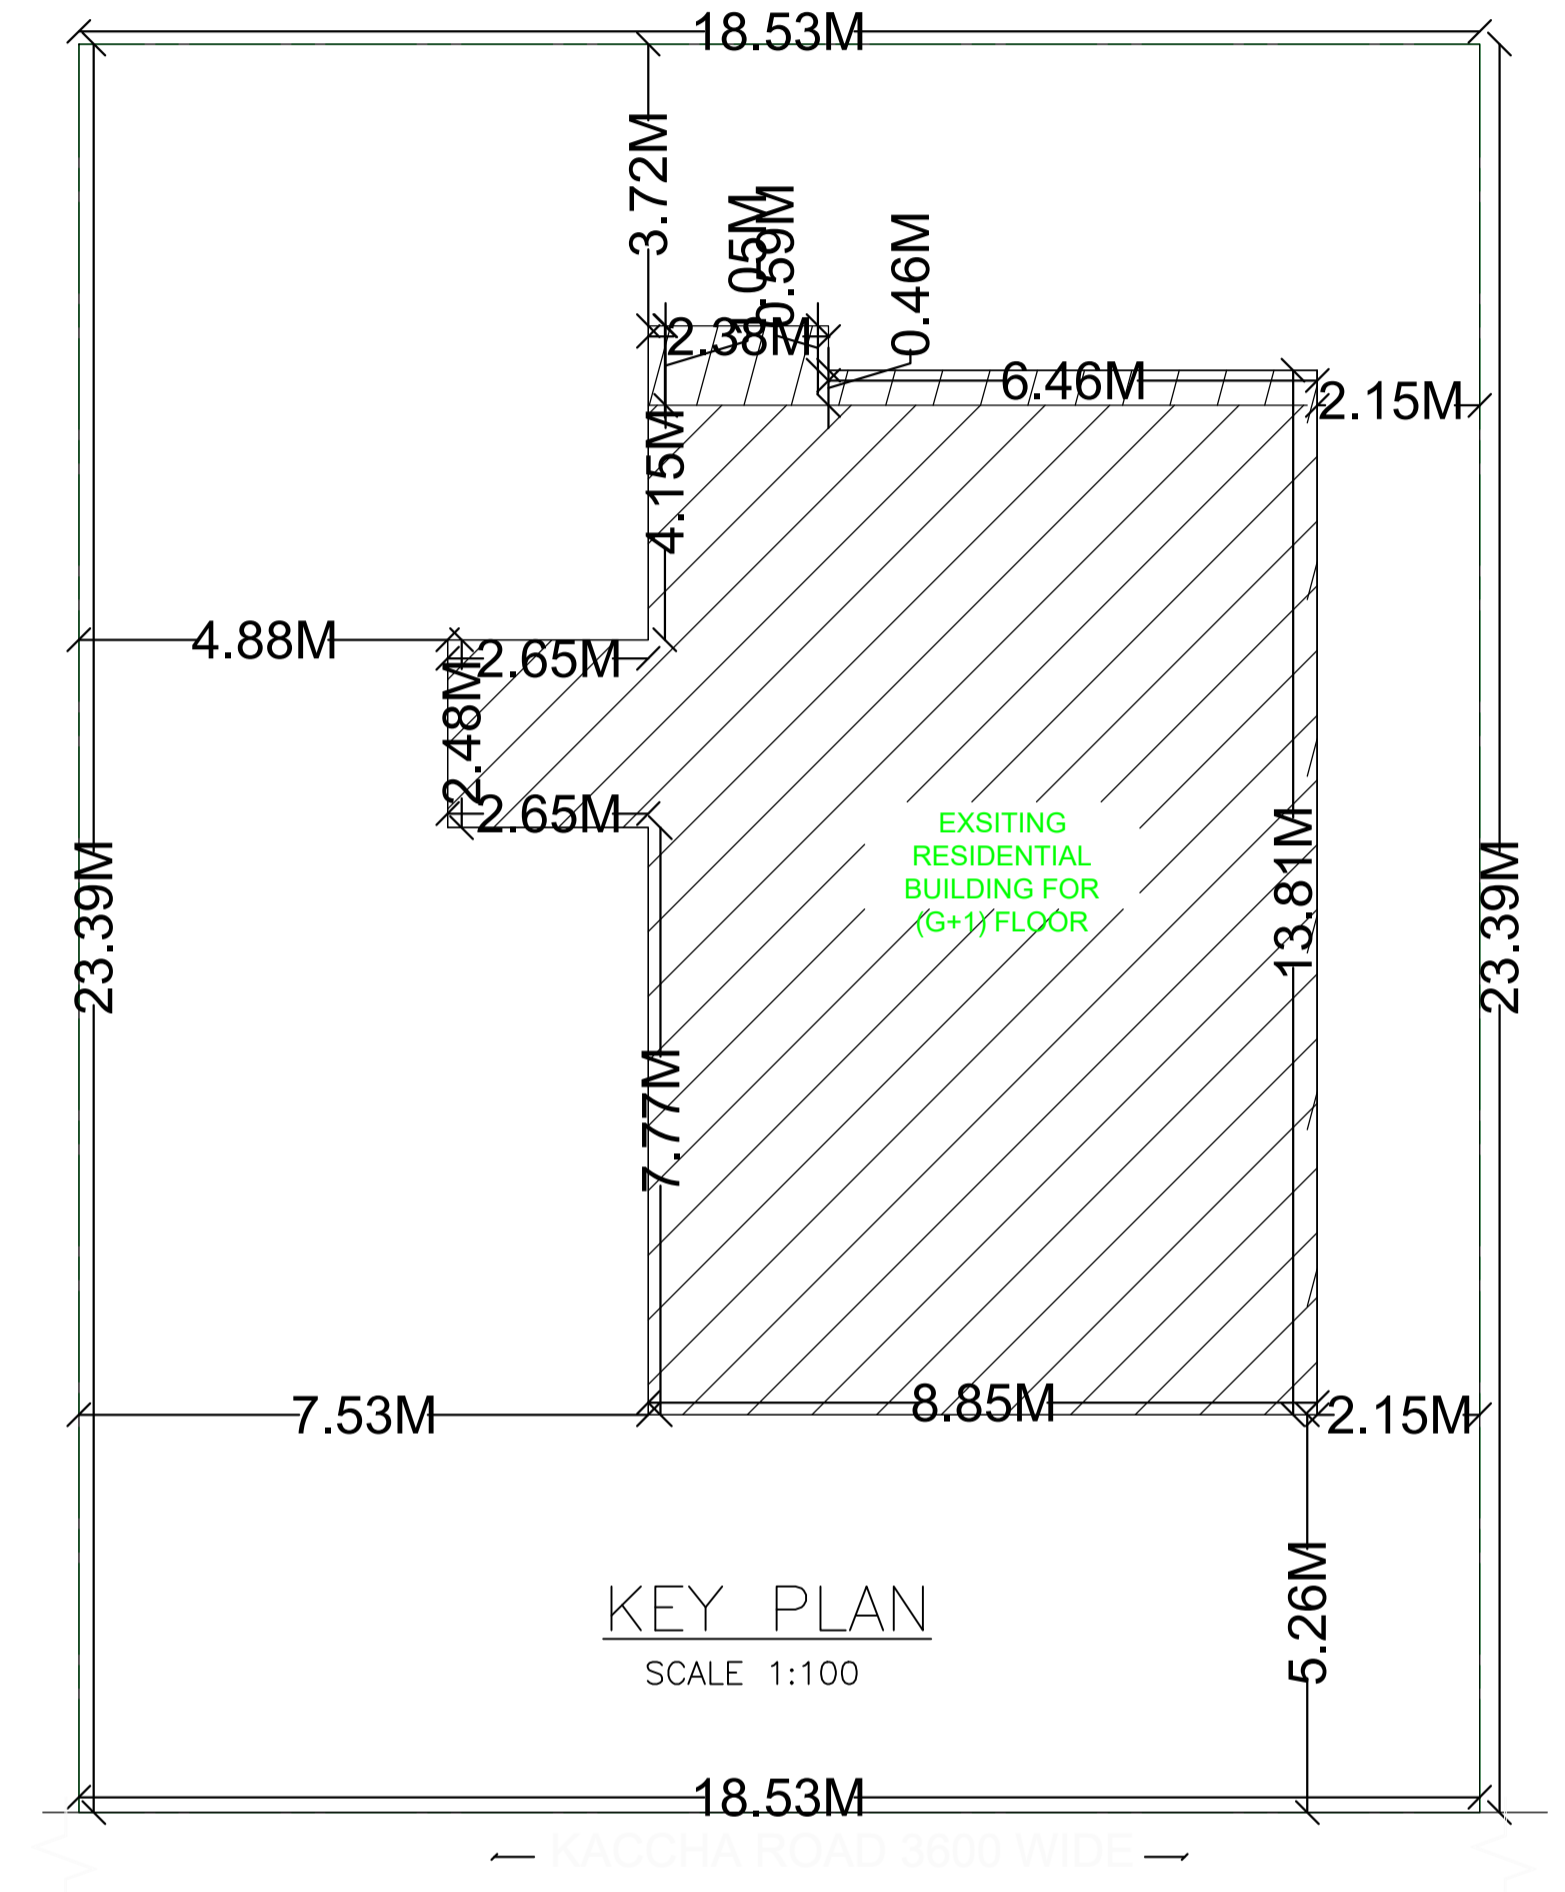 18.53M
3.72M
1.05M
0.59M
0.46M
2.38M
6.46M
2.15M
4.15M
4.88M
2.65M
2.48M
2.65M
EXSITING
RESIDENTIAL
BUILDING FOR
(G+1) FLOOR
13.81M
23.39M
23.39M
7.77M
8.85M
7.53M
2.15M
5.26M
KEY PLAN
SCALE 1:100
18.53M
KACCHA ROAD 3600 WIDE